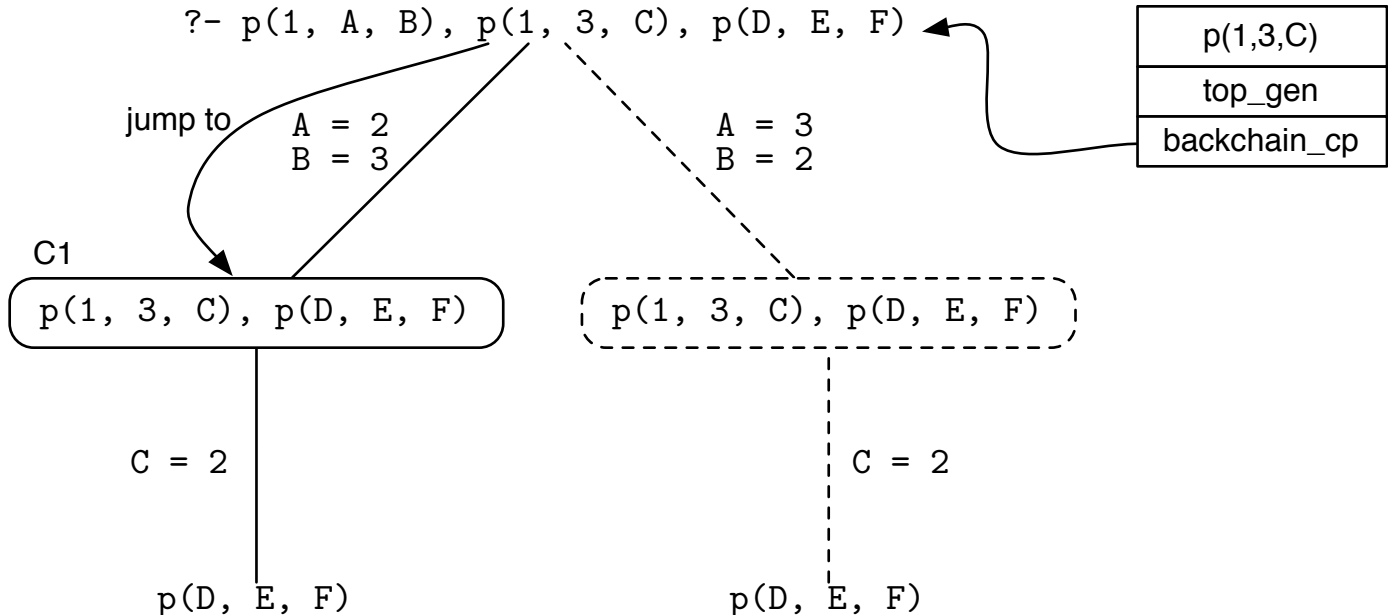 ?- p(1, A, B), p(1, 3, C), p(D, E, F)
p(1,3,C)
top_gen
backchain_cp
jump to
A = 2
B = 3
A = 3
B = 2
C1
p(1, 3, C), p(D, E, F)
p(1, 3, C), p(D, E, F)
C = 2
C = 2
p(D, E, F)
p(D, E, F)